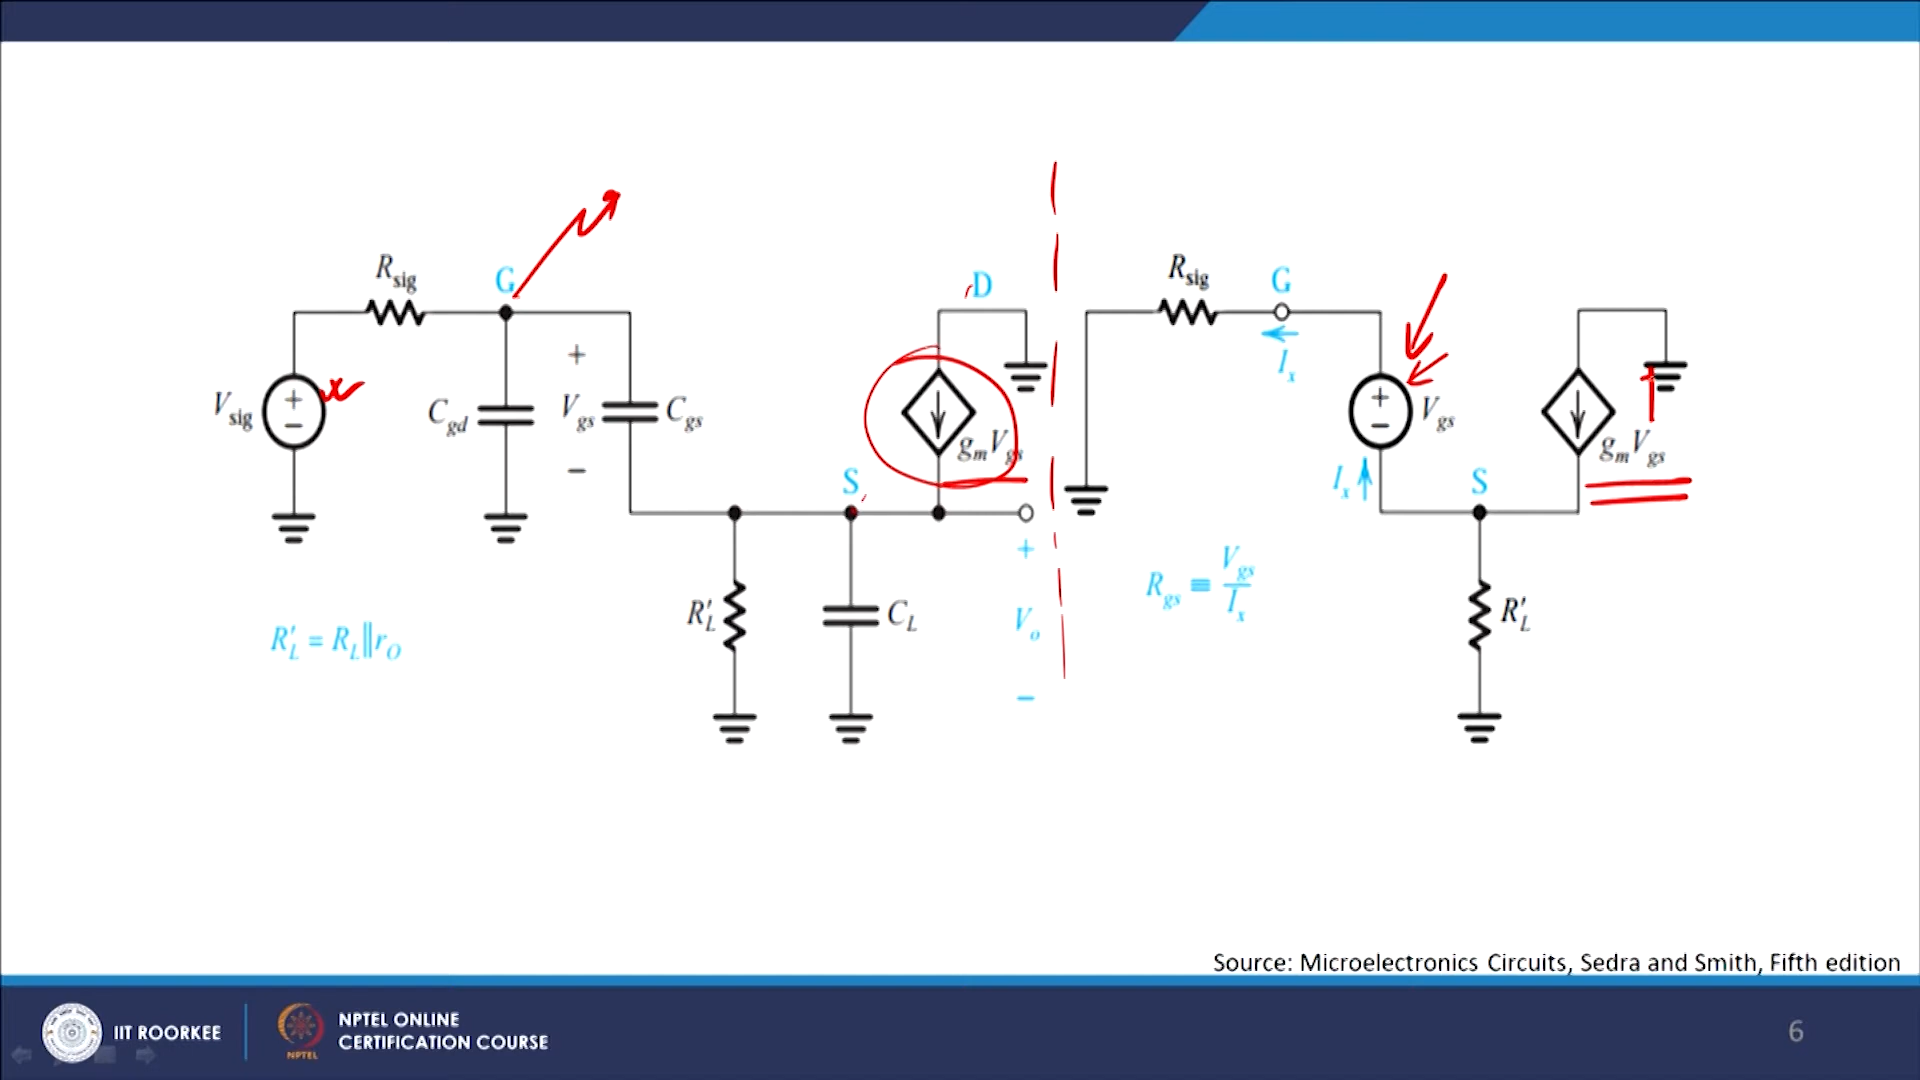 R_sig G
D
R_sig G
I_x
V_sig + −
C_gd
+ V_gs −
C_gs
g_m V_gs
+ − V_gs
g_m V_gs
S
I_x
S
+ V_o −
R_gs ≡ V_gs / I_x
R'_L
C_L
R'_L
R'_L = R_L||r_O
Source: Microelectronics Circuits, Sedra and Smith, Fifth edition
IIT ROORKEE
NPTEL
NPTEL ONLINE
CERTIFICATION COURSE
6